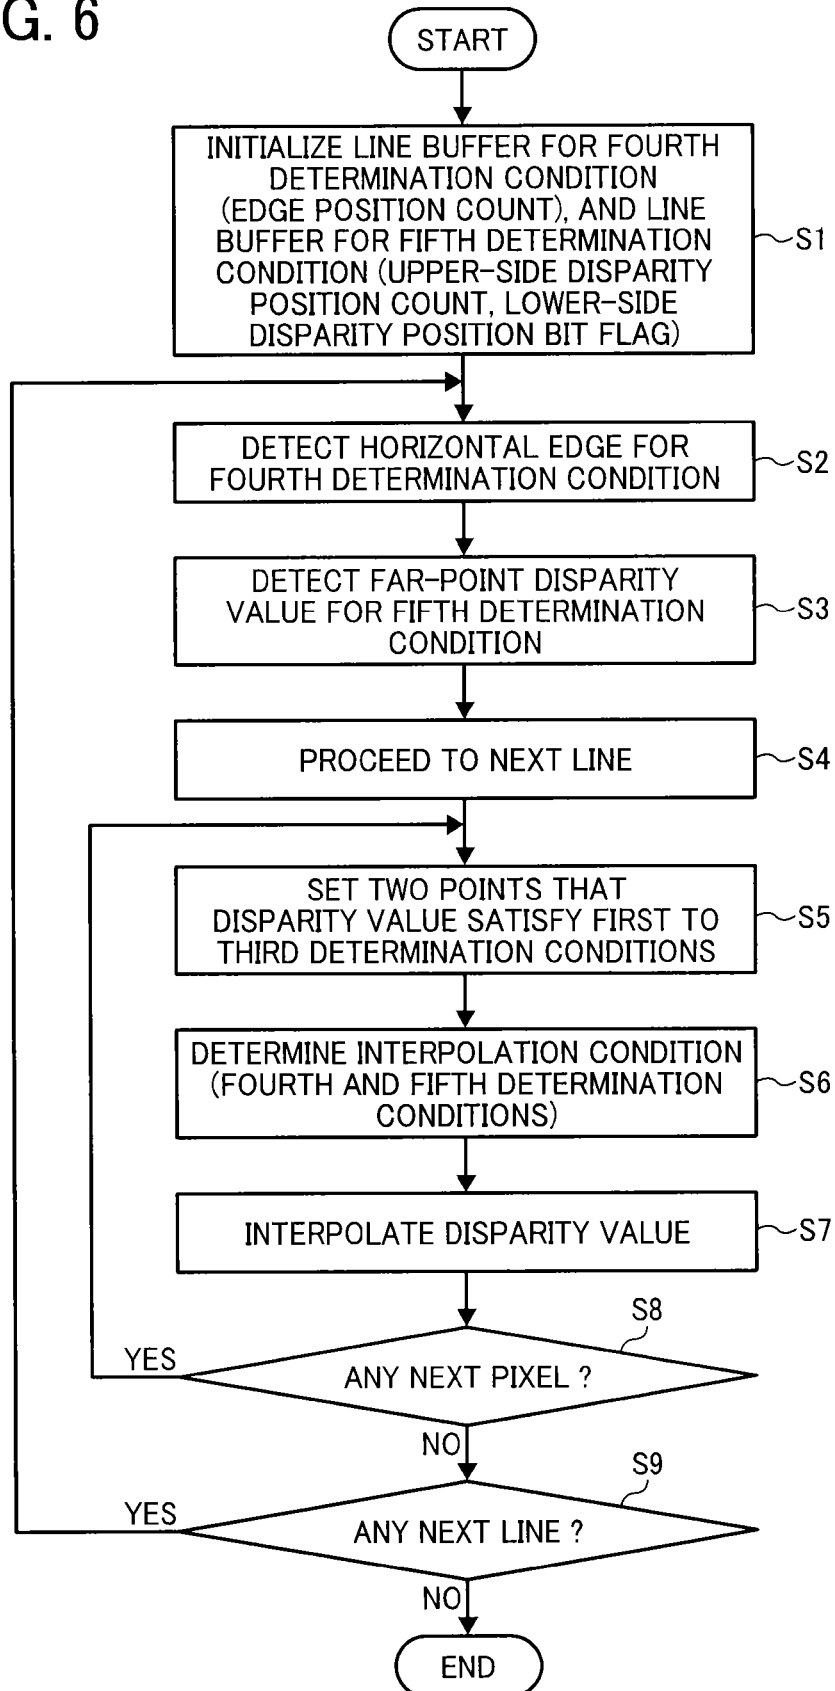 G. 6
START
INITIALIZE LINE BUFFER FOR FOURTH
DETERMINATION CONDITION
(EDGE POSITION COUNT), AND LINE
BUFFER FOR FIFTH DETERMINATION
CONDITION (UPPER-SIDE DISPARITY
POSITION COUNT, LOWER-SIDE
DISPARITY POSITION BIT FLAG)
S1
DETECT HORIZONTAL EDGE FOR
FOURTH DETERMINATION CONDITION
S2
DETECT FAR-POINT DISPARITY
VALUE FOR FIFTH DETERMINATION
CONDITION
S3
PROCEED TO NEXT LINE
S4
SET TWO POINTS THAT
DISPARITY VALUE SATISFY FIRST TO
THIRD DETERMINATION CONDITIONS
S5
DETERMINE INTERPOLATION CONDITION
(FOURTH AND FIFTH DETERMINATION
CONDITIONS)
S6
INTERPOLATE DISPARITY VALUE
S7
S8
YES
ANY NEXT PIXEL ?
NO
S9
YES
ANY NEXT LINE ?
NO
END